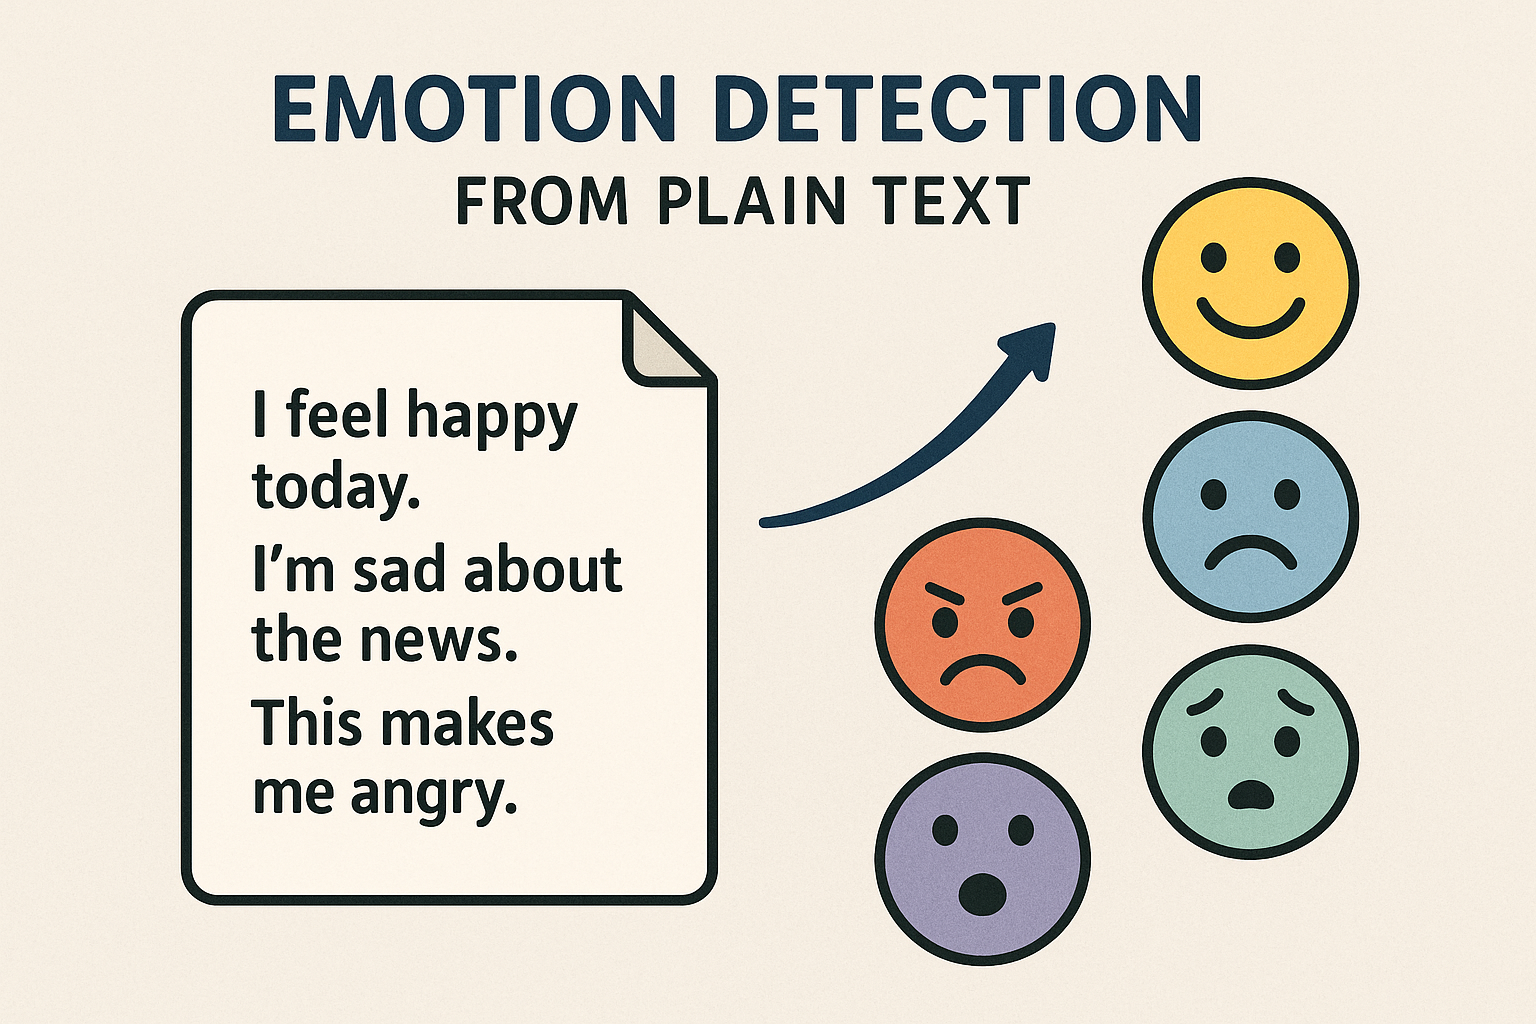 EMOTION DETECTION
FROM PLAIN TEXT
I feel happy
today.
I’m sad about
the news.
This makes
me angry.